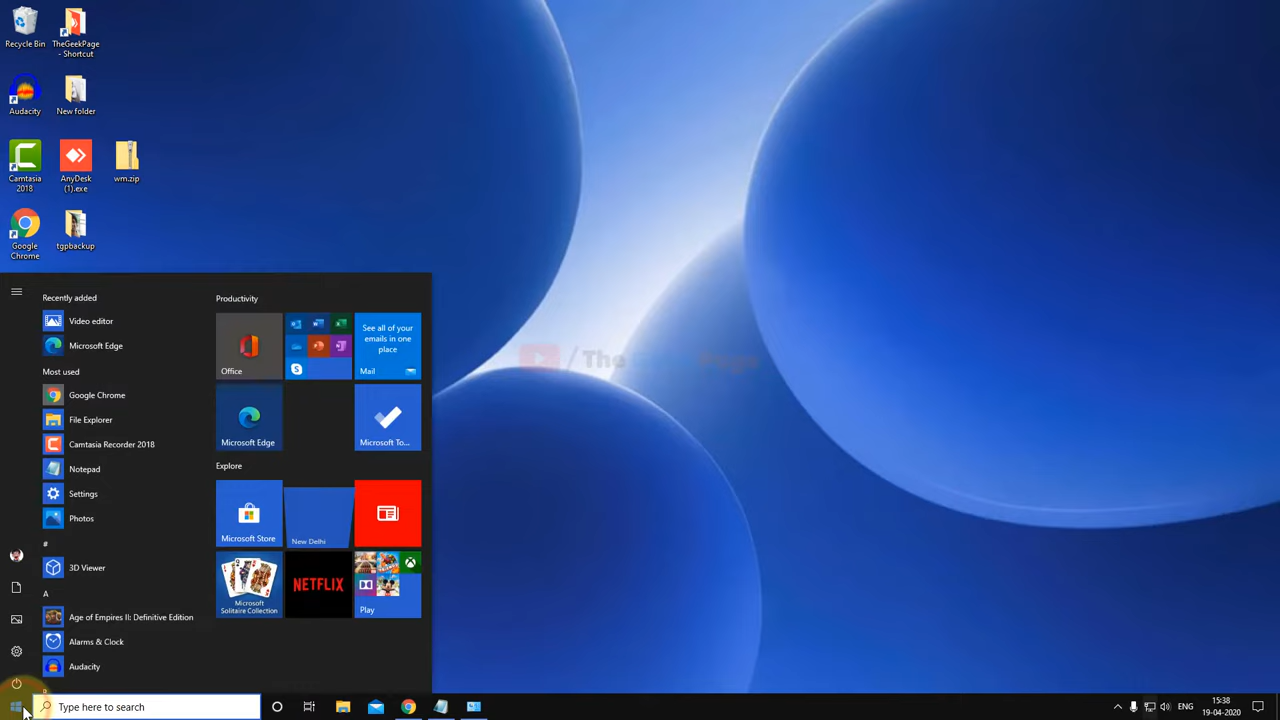 Recycle Bin
TheGeekPage
- Shortcut
Audacity
New folder
Camtasia
2018
AnyDesk
(1).exe
wm.zip
Google
Chrome
tgpbackup
Recently added
Video editor
Microsoft Edge
Most used
Google Chrome
File Explorer
Camtasia Recorder 2018
Notepad
Settings
Photos
#
3D Viewer
A
Age of Empires II: Definitive Edition
Alarms & Clock
Audacity
Productivity
Office
See all of your
emails in one
place
Mail
Microsoft Edge
Microsoft To...
Explore
Microsoft Store
New Delhi
Microsoft
Solitaire Collection
NETFLIX
Play
/ The Geek Page
Type here to search
ENG
15:38
19-04-2020